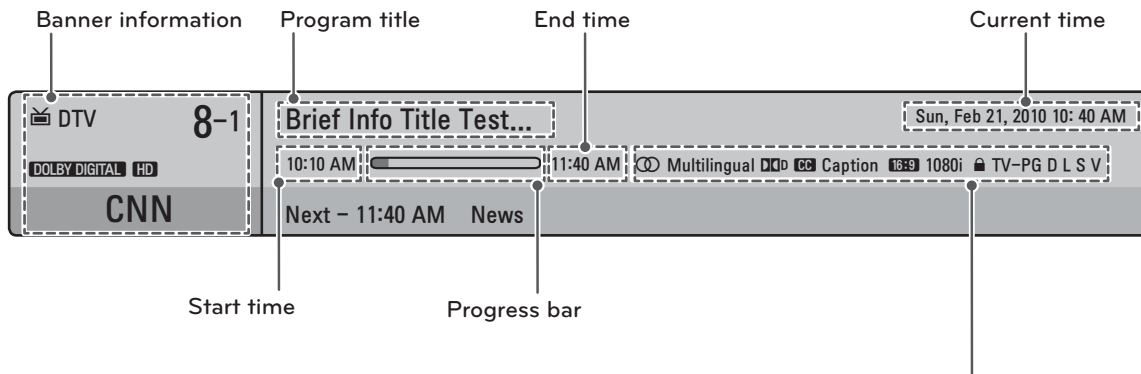 Banner information Program title End time Current time
DTV 8-1 Brief Info Title Test... Sun, Feb 21, 2010 10: 40 AM
DOLBY DIGITAL HD 10:10 AM 11:40 AM Multilingual D CC Caption 16:9 1080i TV-PG D L S V
CNN Next - 11:40 AM News
Start time Progress bar